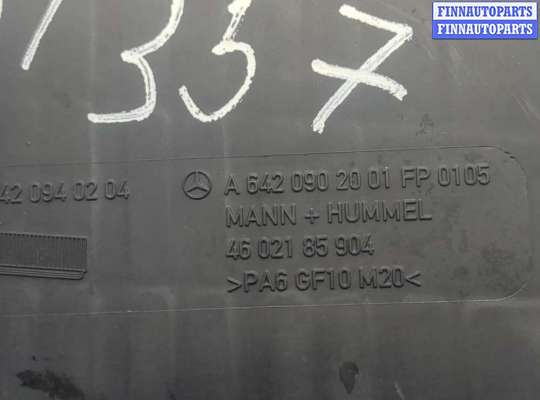 FINNAUTOPARTS
FINNAUTOPARTS
1337
42 094 02 04
A 642 090 20 01 FP 0105
MANN + HUMMEL
46 021 85 904
>PA6 GF10 M20<